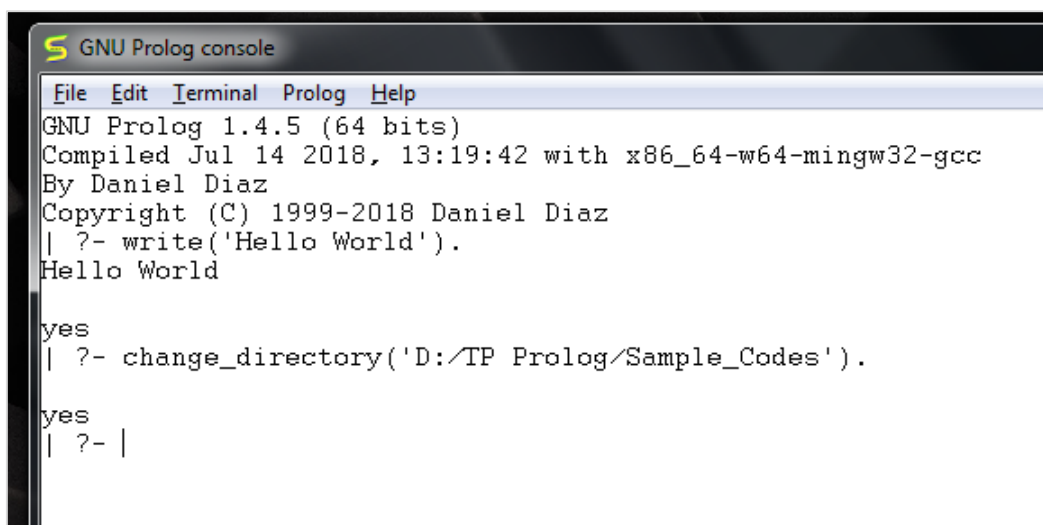 GNU Prolog console
File Edit Terminal Prolog Help
GNU Prolog 1.4.5 (64 bits)
Compiled Jul 14 2018, 13:19:42 with x86_64-w64-mingw32-gcc
By Daniel Diaz
Copyright (C) 1999-2018 Daniel Diaz
| ?- write('Hello World').
Hello World
yes
| ?- change_directory('D:/TP Prolog/Sample_Codes').
yes
| ?-